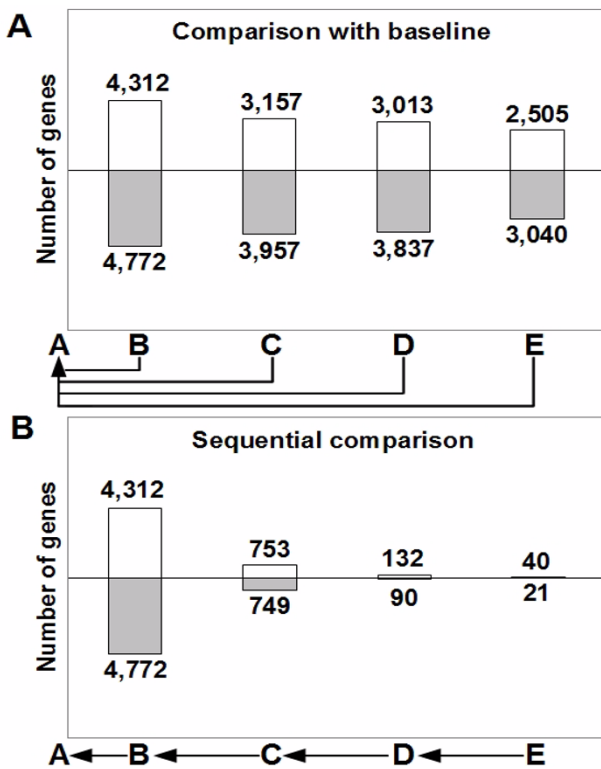 A
Comparison with baseline
Number of genes
4,312
3,157
3,013
2,505
4,772
3,957
3,837
3,040
A B C D E
B
Sequential comparison
Number of genes
4,312
753
132
40
4,772
749
90
21
A B C D E